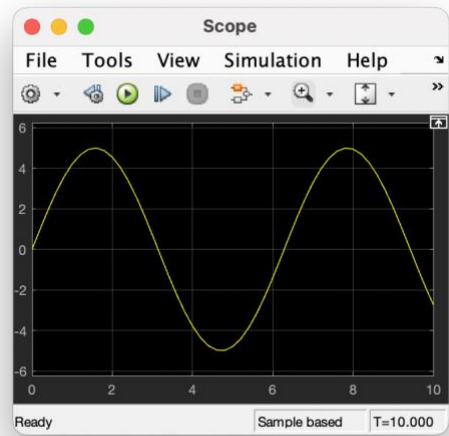 Scope
File Tools View Simulation Help
»
6
4
2
0
-2
-4
-6
0 2 4 6 8 10
Ready Sample based T=10.000